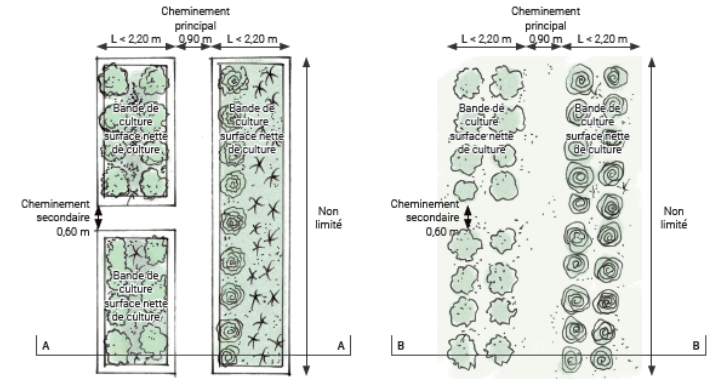 Cheminement
principal
L < 2,20 m
0,90 m
L < 2,20 m
Bande de
culture
surface nette
de culture
Bande de
culture
surface nette
de culture
Cheminement
secondaire
0,60 m
Non
limité
Bande de
culture
surface nette
de culture
A
A
Cheminement
principal
L < 2,20 m
0,90 m
L < 2,20 m
Bande de
culture
surface nette
de culture
Bande de
culture
surface nette
de culture
Cheminement
secondaire
0,60 m
Non
limité
B
B